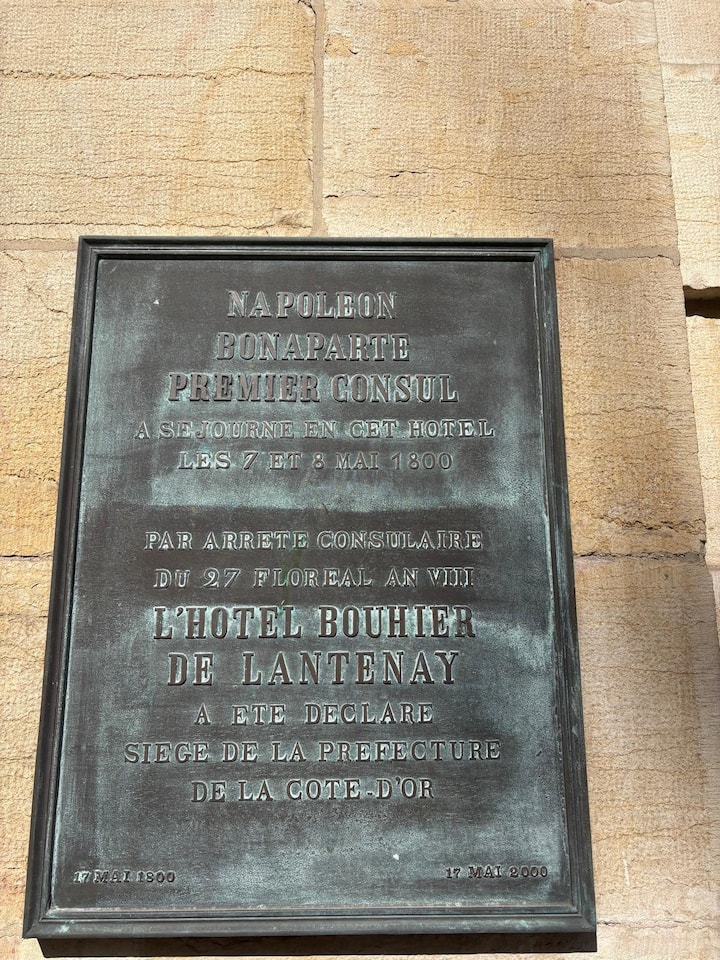 NAPOLEON
BONAPARTE
PREMIER CONSUL
A SEJOURNE EN CET HOTEL
LES 7 ET 8 MAI 1800
PAR ARRETE CONSULAIRE
DU 27 FLOREAL AN VIII
L'HOTEL BOUHIER
DE LANTENAY
A ETE DECLARE
SIEGE DE LA PREFECTURE
DE LA COTE-D'OR
17 MAI 1800 17 MAI 2000